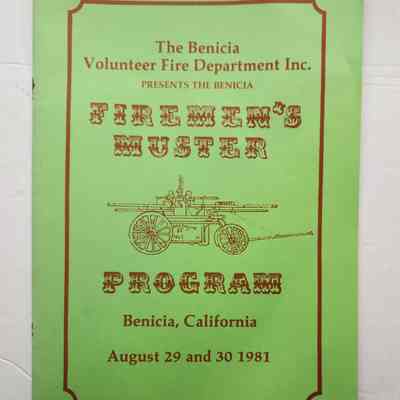 The Benicia
Volunteer Fire Department Inc.
PRESENTS THE BENICIA
FIREMEN'S
MUSTER
PROGRAM
Benicia, California
August 29 and 30 1981